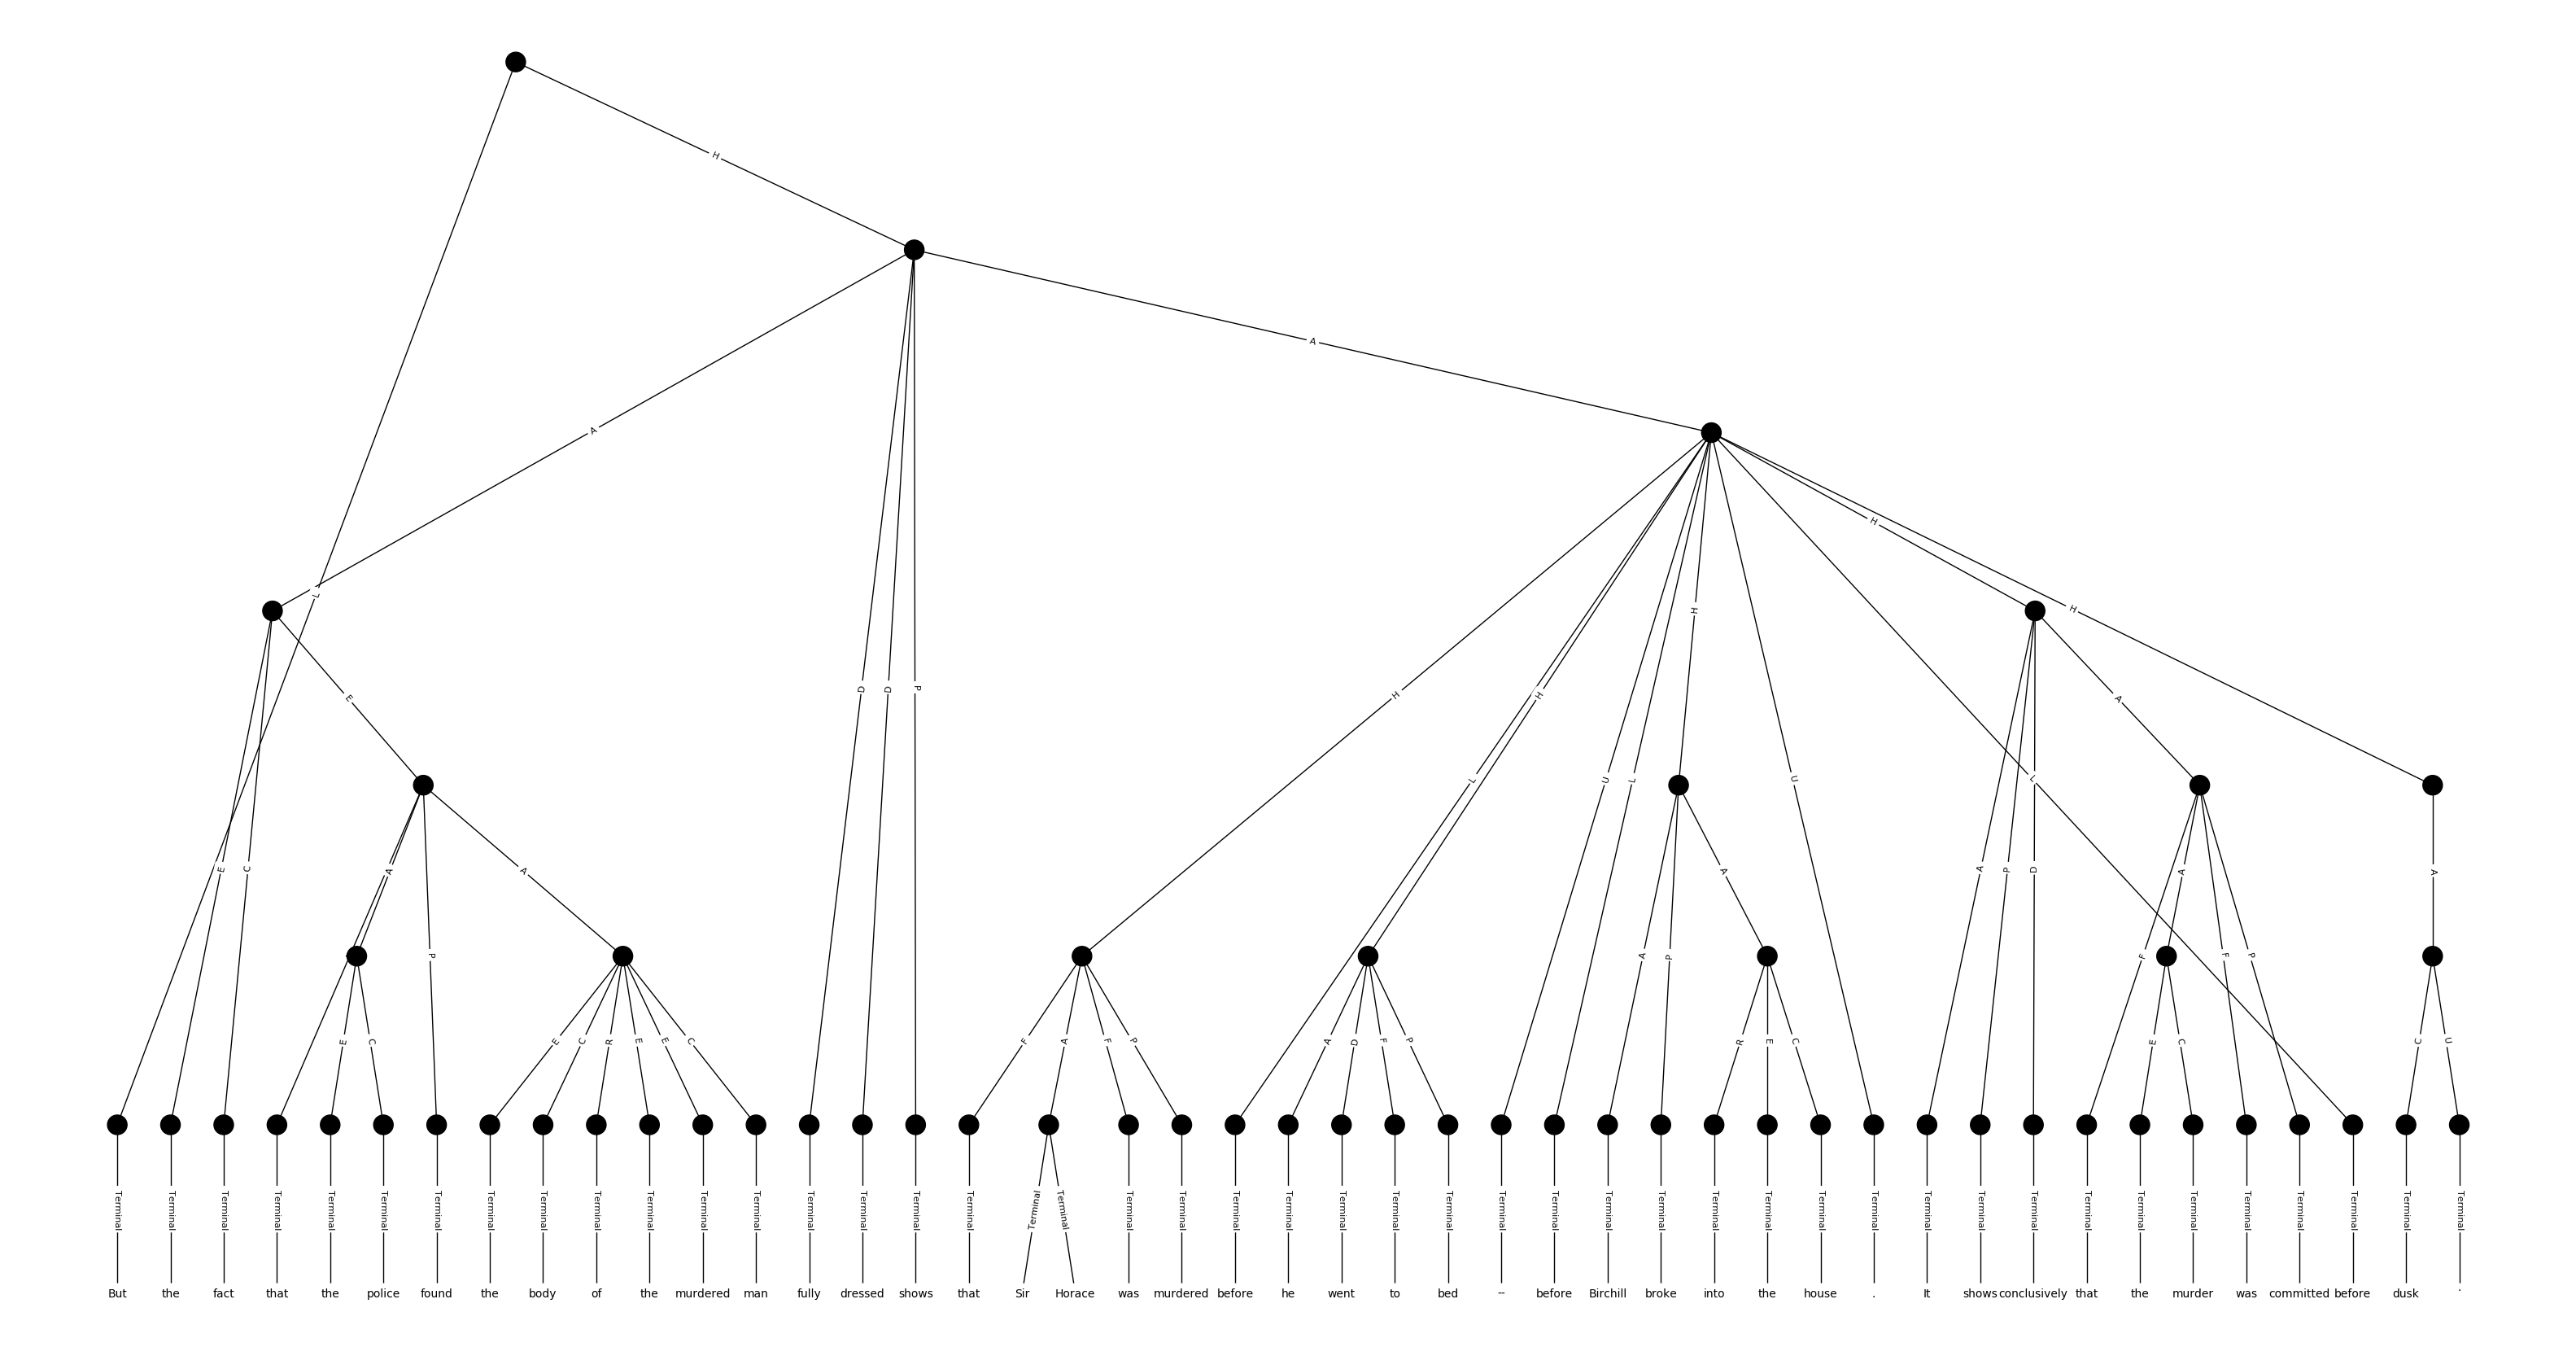 H
A
A
H
L
H
E
D
D
P
H
H
L
U
L
U
L
A
E
C
A
A
P
A
P
A
A
P
D
F
A
F
P
A
E
C
E
C
R
E
E
C
F
A
F
P
A
D
F
P
R
E
C
E
C
C
U
Terminal Terminal Terminal Terminal Terminal Terminal Terminal Terminal Terminal Terminal Terminal Terminal Terminal Terminal Terminal Terminal Terminal Terminal Terminal Terminal Terminal Terminal Terminal Terminal Terminal Terminal Terminal Terminal Terminal Terminal Terminal Terminal Terminal Terminal Terminal Terminal Terminal Terminal Terminal Terminal Terminal Terminal Terminal Terminal Terminal Terminal
But the fact that the police found the body of the murdered man fully dressed shows that Sir Horace was murdered before he went to bed -- before Birchill broke into the house . It shows conclusively that the murder was committed before dusk .